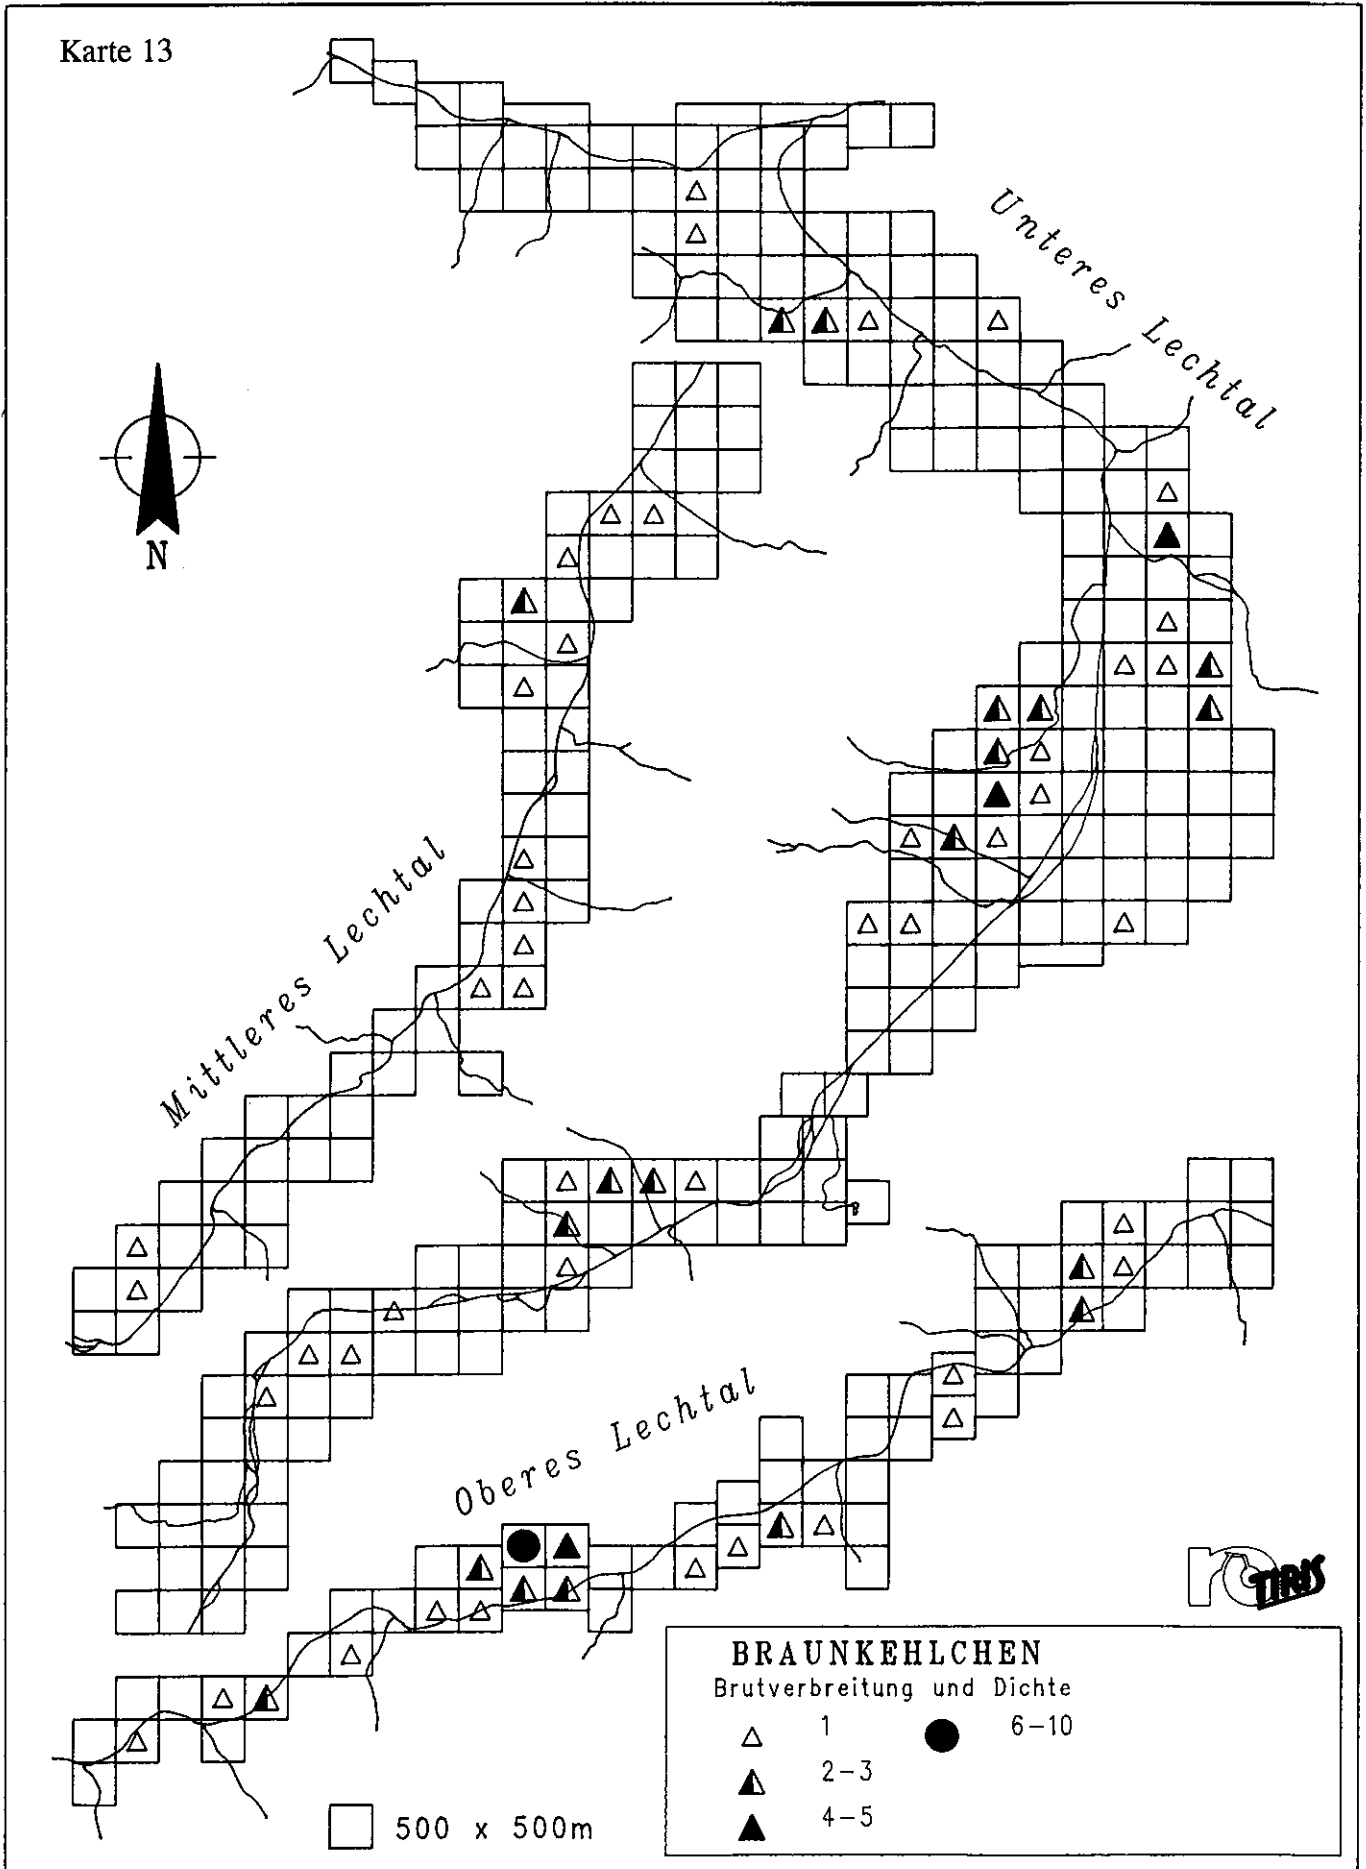 Karte 13
Unteres Lechtal
N
Mittleres Lechtal
Oberes Lechtal
TIRIS
BRAUNKEHLCHEN
Brutverbreitung und Dichte
1
6-10
2-3
4-5
500 x 500m